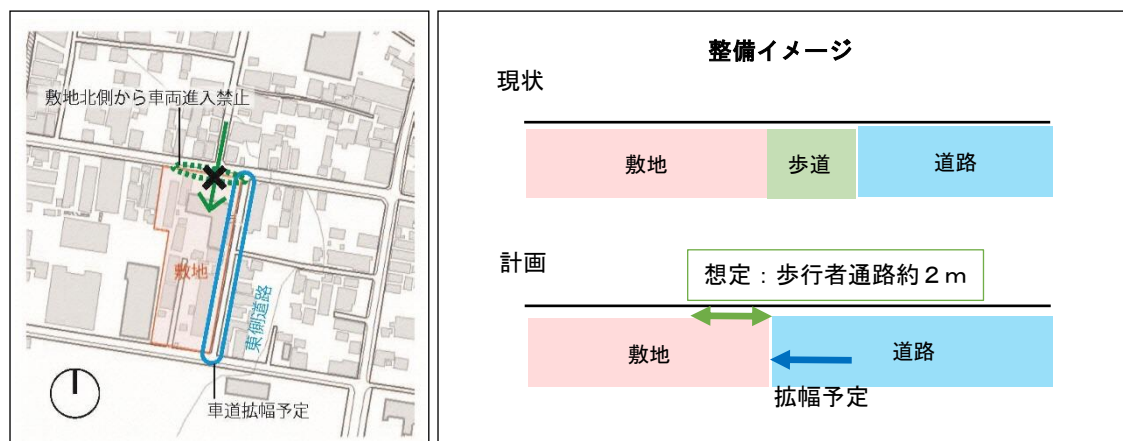 敷地北側から車両進入禁止
敷地
東側道路
車道拡幅予定
整備イメージ
現状
敷地
歩道
道路
計画
想定：歩行者通路約２ｍ
敷地
道路
拡幅予定